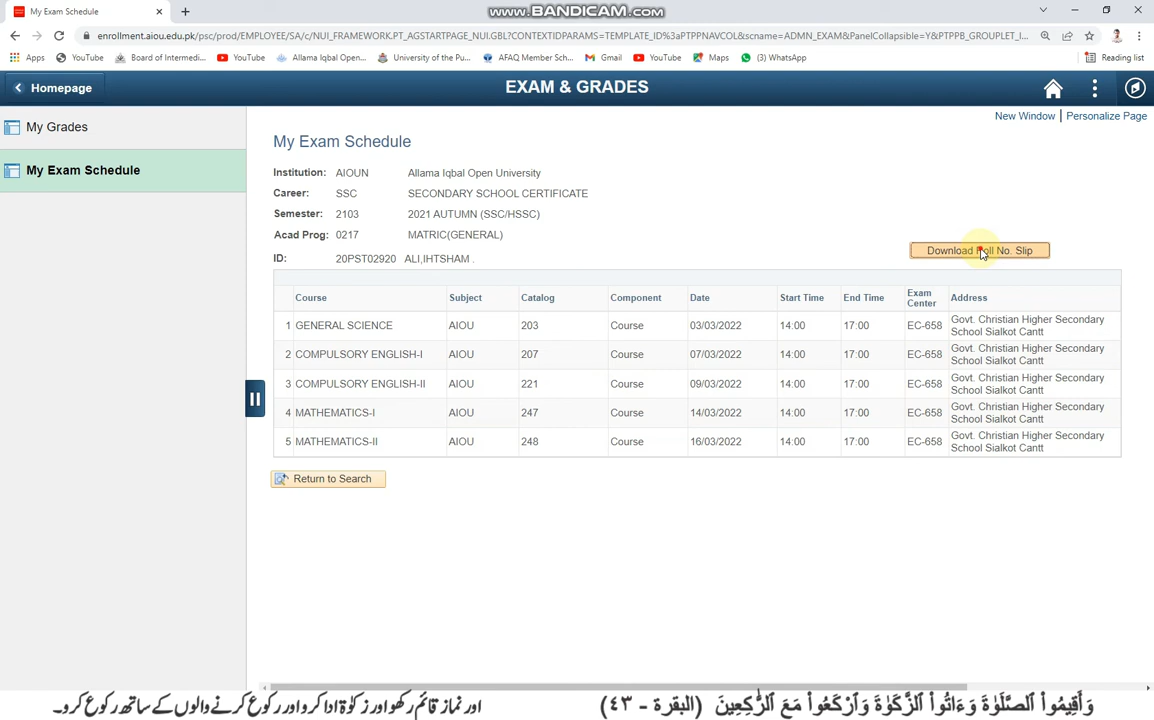 My Exam Schedule
www.BANDICAM.com
enrollment.aiou.edu.pk/psc/prod/EMPLOYEE/SA/c/NUI_FRAMEWORK.PT_AGSTARTPAGE_NUI.GBL?CONTEXTIDPARAMS=TEMPLATE_ID%3aPTPPNAVCOL&scname=ADMN_EXAM&PanelCollapsible=Y&PTPPB_GROUPLET_I...
Apps YouTube Board of Intermedi... YouTube Allama Iqbal Open... University of the Pu... AFAQ Member Sch... Gmail YouTube Maps (3) WhatsApp Reading list
Homepage EXAM & GRADES
New Window | Personalize Page
My Grades
My Exam Schedule
My Exam Schedule
Institution: AIOUN Allama Iqbal Open University
Career: SSC SECONDARY SCHOOL CERTIFICATE
Semester: 2103 2021 AUTUMN (SSC/HSSC)
Acad Prog: 0217 MATRIC(GENERAL)
Download Roll No. Slip
ID: 20PST02920 ALI,IHTSHAM .
Course Subject Catalog Component Date Start Time End Time Exam Center Address
1 GENERAL SCIENCE AIOU 203 Course 03/03/2022 14:00 17:00 EC-658 Govt. Christian Higher Secondary School Sialkot Cantt
2 COMPULSORY ENGLISH-I AIOU 207 Course 07/03/2022 14:00 17:00 EC-658 Govt. Christian Higher Secondary School Sialkot Cantt
3 COMPULSORY ENGLISH-II AIOU 221 Course 09/03/2022 14:00 17:00 EC-658 Govt. Christian Higher Secondary School Sialkot Cantt
4 MATHEMATICS-I AIOU 247 Course 14/03/2022 14:00 17:00 EC-658 Govt. Christian Higher Secondary School Sialkot Cantt
5 MATHEMATICS-II AIOU 248 Course 16/03/2022 14:00 17:00 EC-658 Govt. Christian Higher Secondary School Sialkot Cantt
Return to Search
وَأَقِيمُواْ ٱلصَّلَوٰةَ وَءَاتُواْ ٱلزَّكَوٰةَ وَٱرْكَعُواْ مَعَ ٱلرَّٰكِعِينَ (البقرة - ٤٣)
اور نماز قائم رکھو اور زکوٰۃ ادا کرو اور رکوع کرنے والوں کے ساتھ رکوع کرو۔